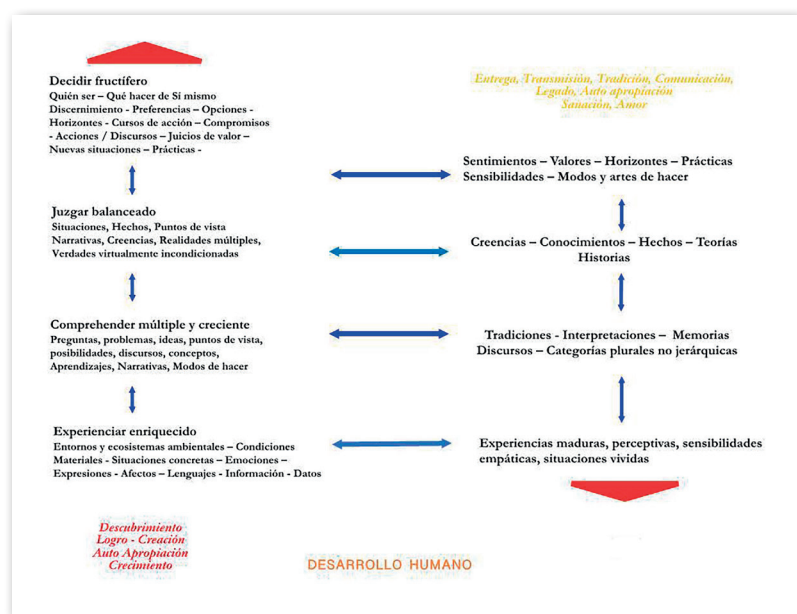 Decidir fructífero
Quién ser – Qué hacer de Sí mismo
Discernimiento - Preferencias – Opciones -
Horizontes - Cursos de acción – Compromisos
- Acciones / Discursos – Juicios de valor –
Nuevas situaciones – Prácticas -
Juzgar balanceado
Situaciones, Hechos, Puntos de vista
Narrativas, Creencias, Realidades múltiples,
Verdades virtualmente incondicionadas
Comprehender múltiple y creciente
Preguntas, problemas, ideas, puntos de vista,
posibilidades, discursos, conceptos,
Aprendizajes, Narrativas, Modos de hacer
Experienciar enriquecido
Entornos y ecosistemas ambientales – Condiciones
Materiales - Situaciones concretas – Emociones –
Expresiones - Afectos – Lenguajes - Información - Datos
Descubrimiento
Logro - Creación
Auto Apropiación
Crecimiento
Entrega, Transmisión, Tradición, Comunicación,
Legado, Auto apropiación
Sanación, Amor
Sentimientos – Valores – Horizontes – Prácticas
Sensibilidades – Modos y artes de hacer
Creencias – Conocimientos – Hechos – Teorías
Historias
Tradiciones - Interpretaciones – Memorias
Discursos – Categorías plurales no jerárquicas
Experiencias maduras, perceptivas, sensibilidades
empáticas, situaciones vividas
DESARROLLO HUMANO